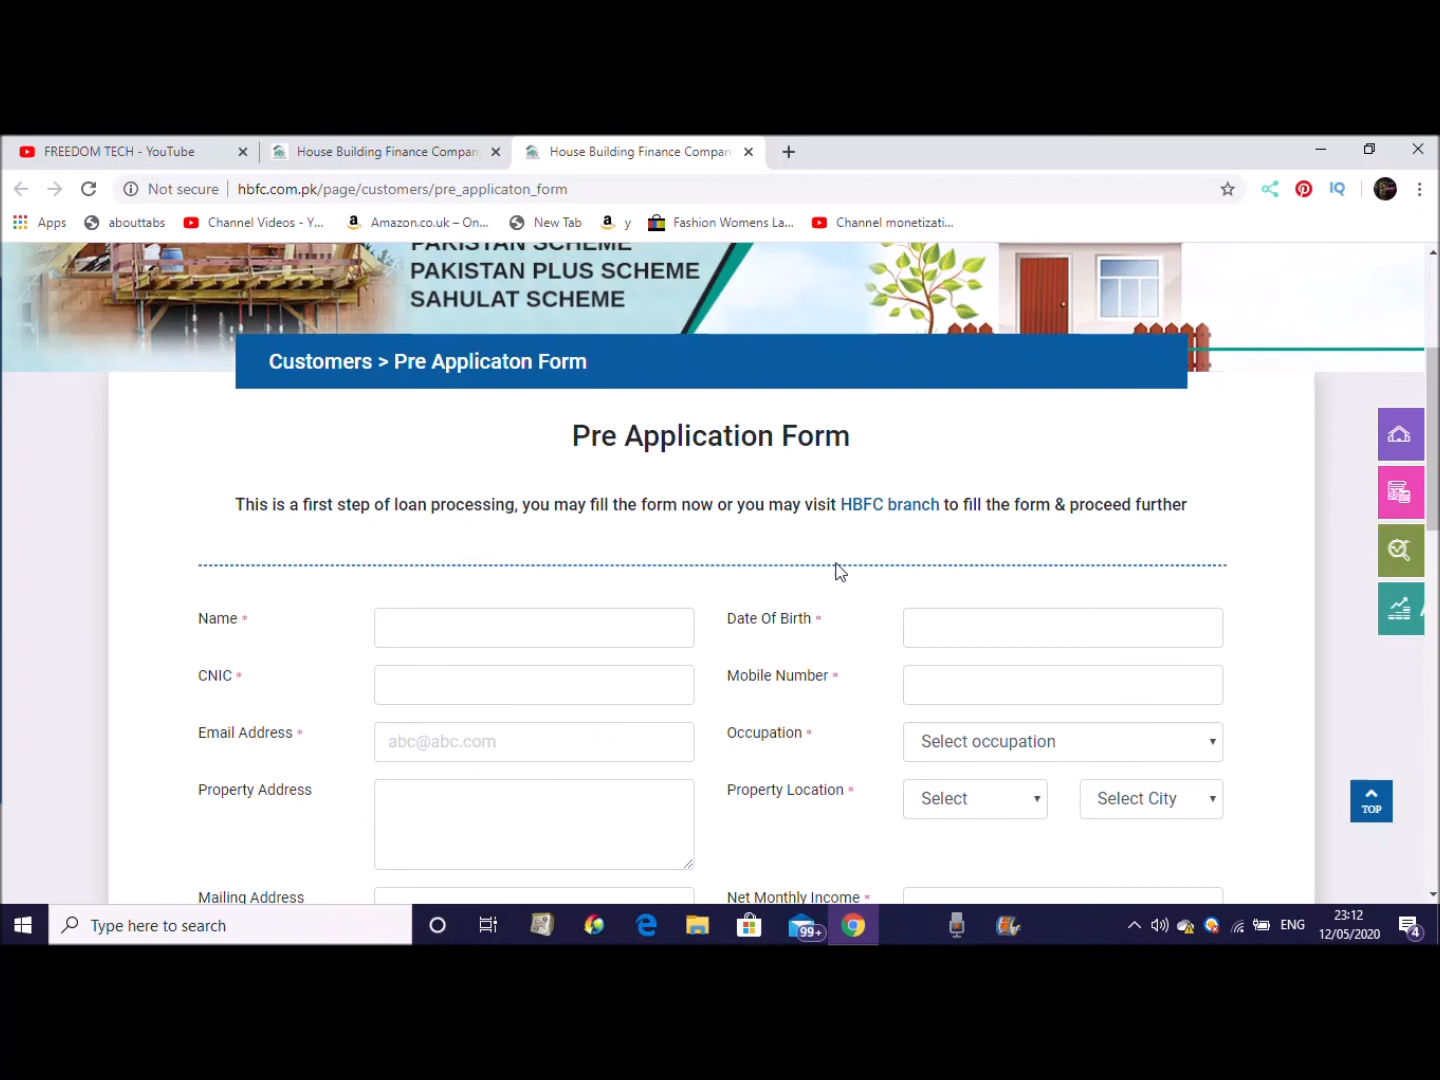 FREEDOM TECH - YouTube
House Building Finance Compan
House Building Finance Compan
Not secure
hbfc.com.pk/page/customers/pre_applicaton_form
IQ
Apps
abouttabs
Channel Videos - Y...
Amazon.co.uk – On...
New Tab
y
Fashion Womens La...
Channel monetizati...
PAKISTAN SCHEME
PAKISTAN PLUS SCHEME
SAHULAT SCHEME
Customers > Pre Applicaton Form
Pre Application Form
This is a first step of loan processing, you may fill the form now or you may visit HBFC branch to fill the form & proceed further
Name *
Date Of Birth *
CNIC *
Mobile Number *
Email Address *
abc@abc.com
Occupation *
Select occupation
Property Address
Property Location *
Select
Select City
TOP
Mailing Address
Net Monthly Income *
Type here to search
99+
ENG
23:12
12/05/2020
4